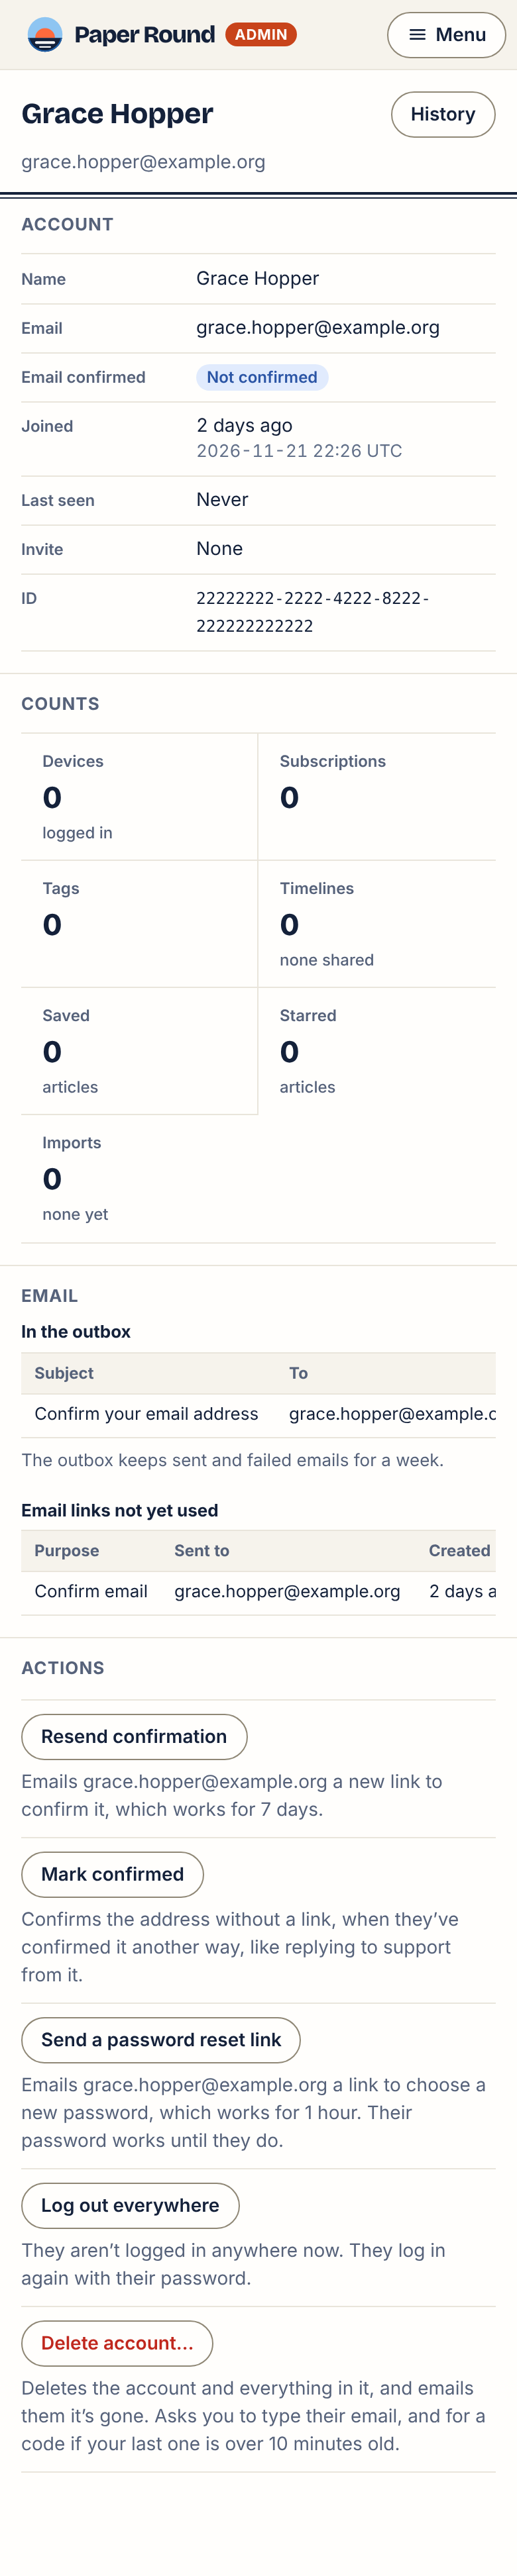 Paper Round ADMIN Menu
Grace Hopper History
grace.hopper@example.org
ACCOUNT
Name Grace Hopper
Email grace.hopper@example.org
Email confirmed Not confirmed
Joined 2 days ago
2026-11-21 22:26 UTC
Last seen Never
Invite None
ID 22222222-2222-4222-8222-
222222222222
COUNTS
Devices Subscriptions
0 0
logged in
Tags Timelines
0 0
none shared
Saved Starred
0 0
articles articles
Imports
0
none yet
EMAIL
In the outbox
Subject To
Confirm your email address grace.hopper@example.o
The outbox keeps sent and failed emails for a week.
Email links not yet used
Purpose Sent to Created
Confirm email grace.hopper@example.org 2 days a
ACTIONS
Resend confirmation
Emails grace.hopper@example.org a new link to
confirm it, which works for 7 days.
Mark confirmed
Confirms the address without a link, when they’ve
confirmed it another way, like replying to support
from it.
Send a password reset link
Emails grace.hopper@example.org a link to choose a
new password, which works for 1 hour. Their
password works until they do.
Log out everywhere
They aren’t logged in anywhere now. They log in
again with their password.
Delete account…
Deletes the account and everything in it, and emails
them it’s gone. Asks you to type their email, and for a
code if your last one is over 10 minutes old.